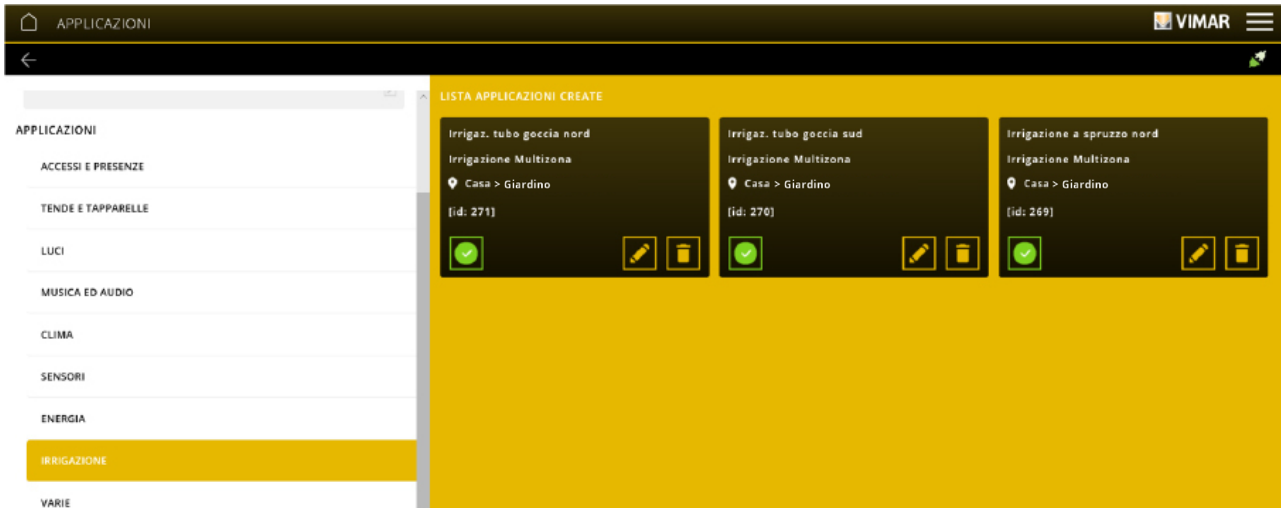 APPLICAZIONI
VIMAR
APPLICAZIONI
ACCESSI E PRESENZE
TENDE E TAPPARELLE
LUCI
MUSICA ED AUDIO
CLIMA
SENSORI
ENERGIA
IRRIGAZIONE
VARIE
LISTA APPLICAZIONI CREATE
Irrigaz. tubo goccia nord
Irrigazione Multizona
Casa > Giardino
[id: 271]
Irrigaz. tubo goccia sud
Irrigazione Multizona
Casa > Giardino
[id: 270]
Irrigazione a spruzzo nord
Irrigazione Multizona
Casa > Giardino
[id: 269]